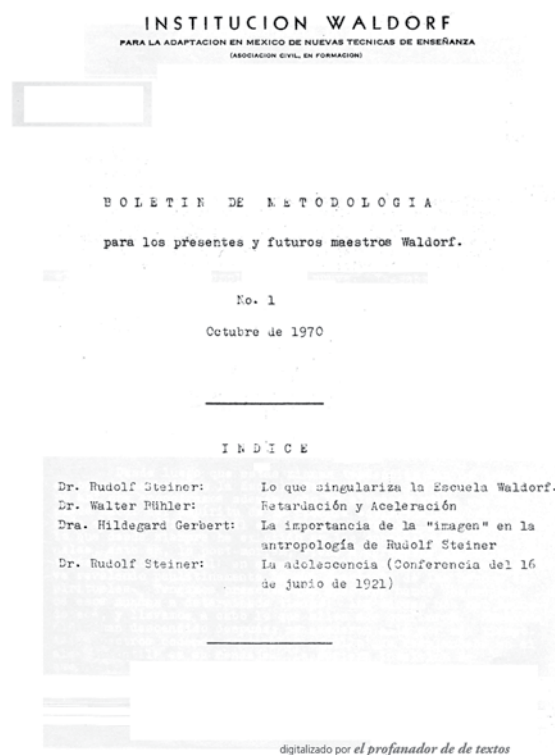 INSTITUCION WALDORF
PARA LA ADAPTACION EN MEXICO DE NUEVAS TECNICAS DE ENSEÑANZA
(ASOCIACION CIVIL, EN FORMACION)
BOLETIN DE METODOLOGIA
para los presentes y futuros maestros Waldorf.
No. 1
Octubre de 1970
INDICE
Dr. Rudolf Steiner: Lo que singulariza la Escuela Waldorf.
Dr. Walter Bühler: Retardación y Aceleración
Dra. Hildegard Gerbert: La importancia de la "imagen" en la
antropología de Rudolf Steiner
Dr. Rudolf Steiner: La adolescencia (Conferencia del 16
de junio de 1921)
digitalizado por el profanador de de textos